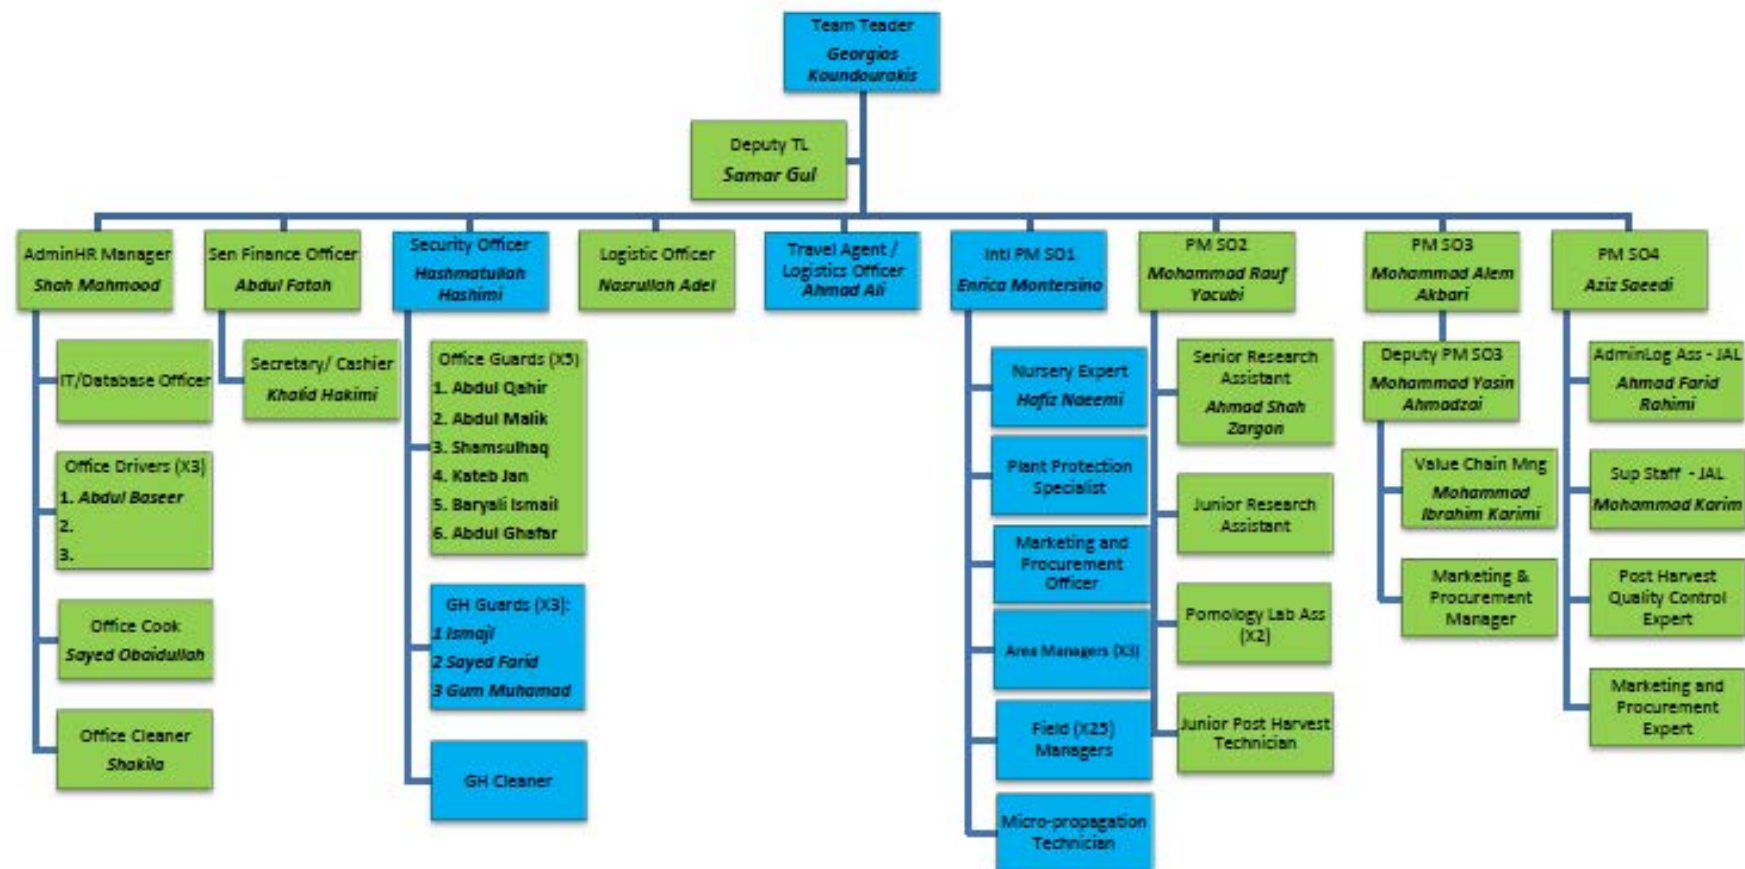 Team Teader
Georgios
Koundourakis
Deputy TL
Samar Gul
AdminHR Manager
Shah Mahmood
Sen Finance Officer
Abdul Fatah
Security Officer
Hashmatullah
Hashimi
Logistic Officer
Nasrullah Adel
Travel Agent /
Logistics Officer
Ahmad Ali
Intl PM SO1
Enrica Montersino
PM SO2
Mohammad Rauf
Yacubi
PM SO3
Mohammad Alem
Akbari
PM SO4
Aziz Saeedi
IT/Database Officer
Office Drivers (X3)
1. Abdul Baseer
2.
3.
Office Cook
Sayed Obaidullah
Office Cleaner
Shakila
Secretary/ Cashier
Khalid Hakimi
Office Guards (X5)
1. Abdul Qahir
2. Abdul Malik
3. Shamsulhaq
4. Kateb Jan
5. Baryali Ismail
6. Abdul Ghafar
GH Guards (X3):
1 Ismajl
2 Sayed Farid
3 Gum Muhamad
GH Cleaner
Nursery Expert
Hafiz Naeemi
Plant Protection
Specialist
Marketing and
Procurement
Officer
Area Managers (X3)
Field (X25)
Managers
Micro-propagation
Technician
Senior Research
Assistant
Ahmad Shah
Zargon
Junior Research
Assistant
Pomology Lab Ass
(X2)
Junior Post Harvest
Technician
Deputy PM SO3
Mohammad Yasin
Ahmadzai
Value Chain Mng
Mohammad
Ibrahim Karimi
Marketing &
Procurement
Manager
AdminLog Ass - JAL
Ahmad Farid
Rahimi
Sup Staff - JAL
Mohammad Karim
Post Harvest
Quality Control
Expert
Marketing and
Procurement
Expert